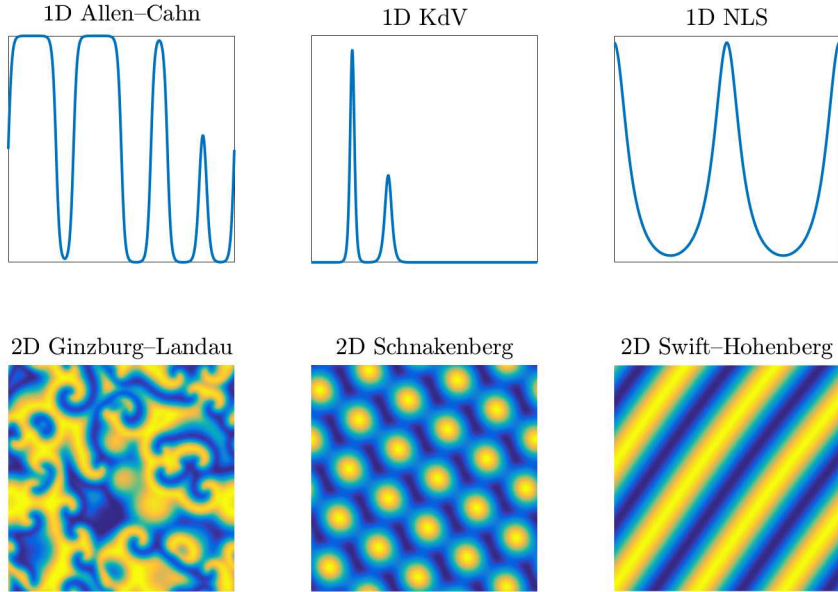 1D Allen–Cahn
1D KdV
1D NLS
2D Ginzburg–Landau
2D Schnakenberg
2D Swift–Hohenberg